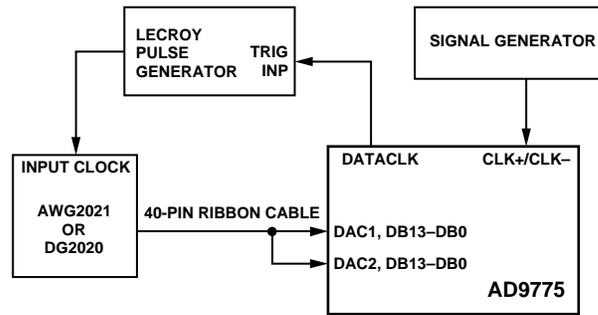 LECROY
PULSE
GENERATOR
TRIG
INP
SIGNAL GENERATOR
INPUT CLOCK
AWG2021
OR
DG2020
40-PIN RIBBON CABLE
DATACLK
CLK+/CLK–
DAC1, DB13–DB0
DAC2, DB13–DB0
AD9775